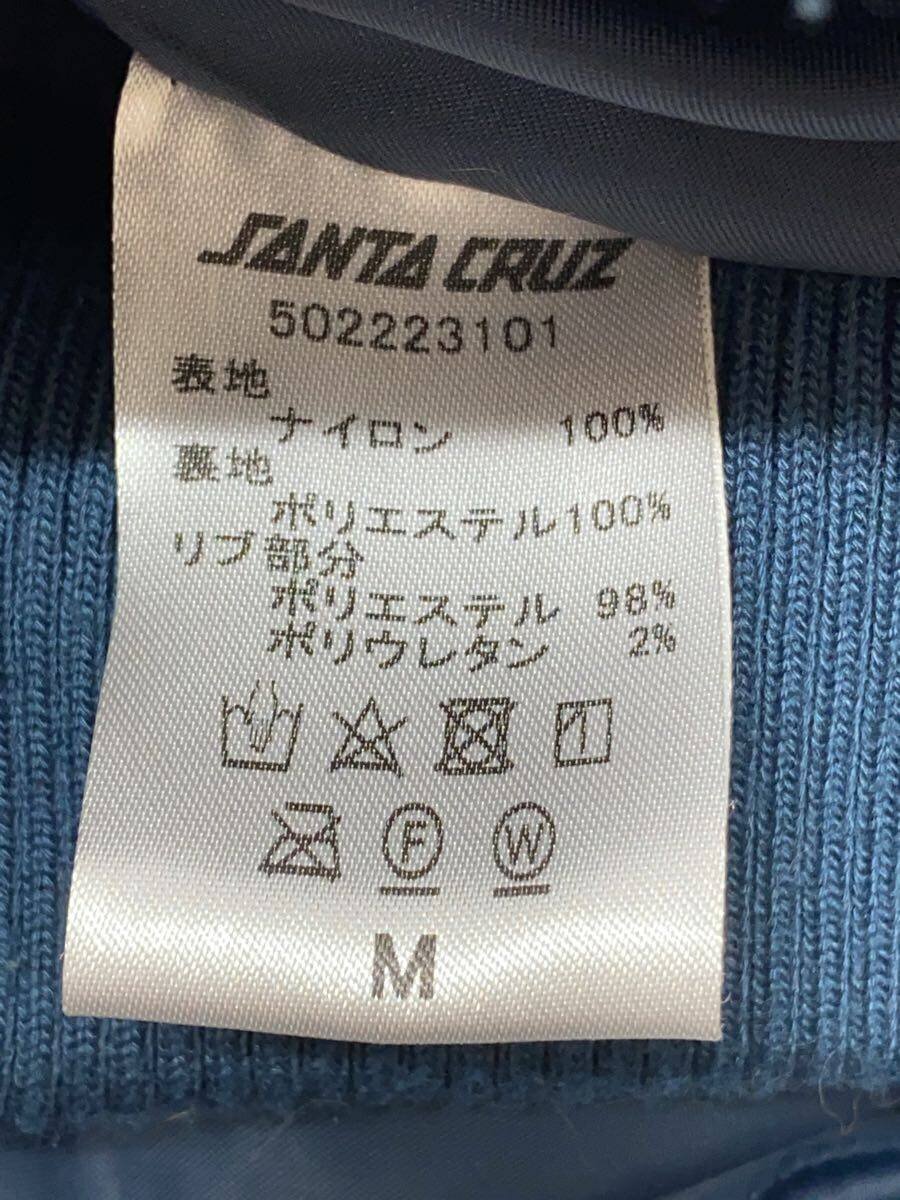 SANTA CRUZ
502223101
表地
ナイロン 100%
裏地
ポリエステル100%
リブ部分
ポリエステル 98%
ポリウレタン 2%
F W
M